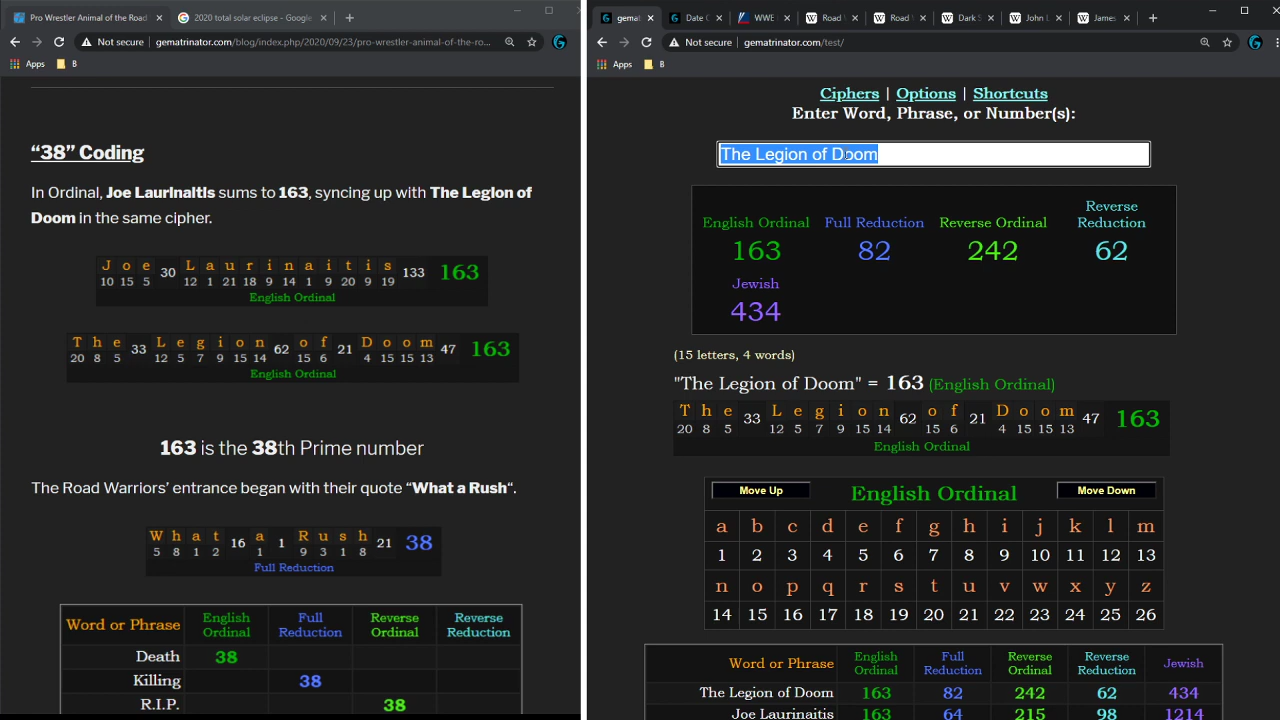 Pro Wrestler Animal of the Road
2020 total solar eclipse - Google
Not secure | gematrinator.com/blog/index.php/2020/09/23/pro-wrestler-animal-of-the-ro...
Apps B
“38” Coding
In Ordinal, Joe Laurinaitis sums to 163, syncing up with The Legion of
Doom in the same cipher.
J o e 30 L a u r i n a i t i s 133 163
10 15 5 12 1 21 18 9 14 1 9 20 9 19
English Ordinal
T h e 33 L e g i o n 62 o f 21 D o o m 47 163
20 8 5 12 5 7 9 15 14 15 6 4 15 15 13
English Ordinal
163 is the 38th Prime number
The Road Warriors’ entrance began with their quote “What a Rush“.
W h a t 16 a 1 R u s h 21 38
5 8 1 2 1 9 3 1 8
Full Reduction
Word or Phrase English Ordinal Full Reduction Reverse Ordinal Reverse Reduction
Death 38
Killing 38
R.I.P. 38
gemat Date C WWE Road Road Dark S John L James
Not secure | gematrinator.com/test/
Apps B
Ciphers | Options | Shortcuts
Enter Word, Phrase, or Number(s):
The Legion of Doom
English Ordinal Full Reduction Reverse Ordinal Reverse Reduction
163 82 242 62
Jewish
434
(15 letters, 4 words)
"The Legion of Doom" = 163 (English Ordinal)
T h e 33 L e g i o n 62 o f 21 D o o m 47 163
20 8 5 12 5 7 9 15 14 15 6 4 15 15 13
English Ordinal
Move Up English Ordinal Move Down
a b c d e f g h i j k l m
1 2 3 4 5 6 7 8 9 10 11 12 13
n o p q r s t u v w x y z
14 15 16 17 18 19 20 21 22 23 24 25 26
Word or Phrase English Ordinal Full Reduction Reverse Ordinal Reverse Reduction Jewish
The Legion of Doom 163 82 242 62 434
Joe Laurinaitis 163 64 215 98 1214